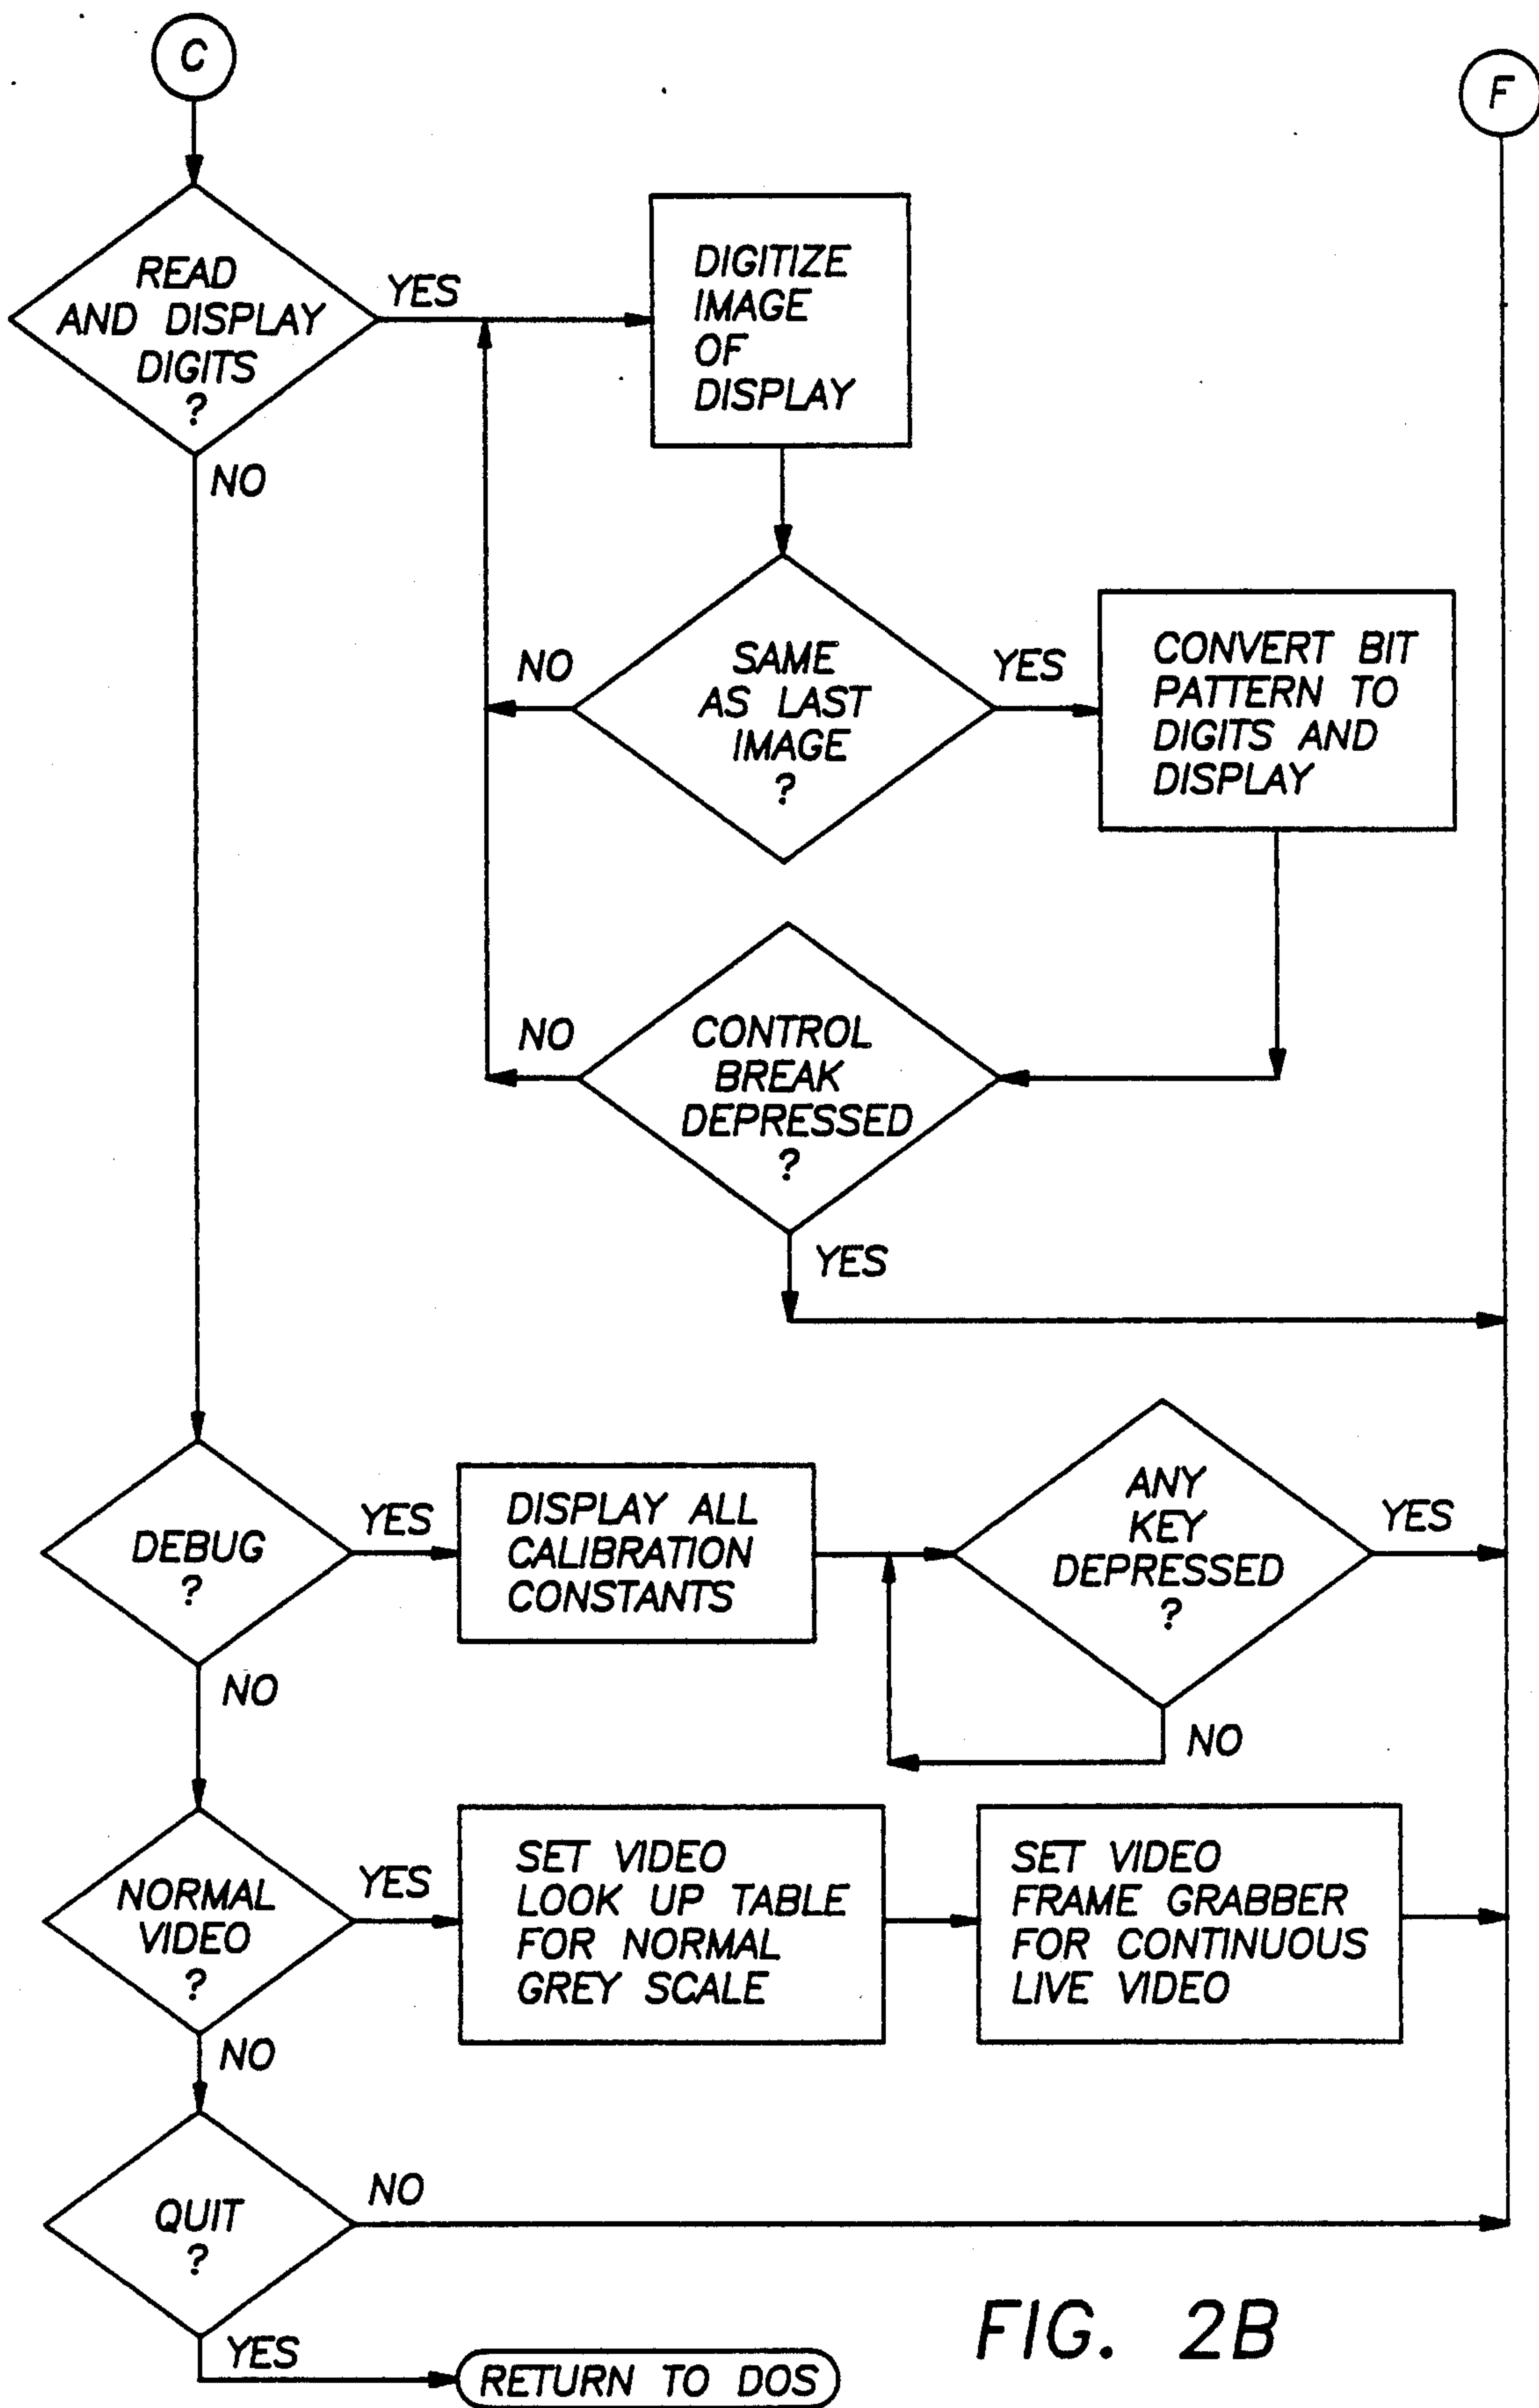 C
F
READ
AND DISPLAY
DIGITS
?
YES
NO
DIGITIZE
IMAGE
OF
DISPLAY
SAME
AS LAST
IMAGE
?
NO
YES
CONVERT BIT
PATTERN TO
DIGITS AND
DISPLAY
CONTROL
BREAK
DEPRESSED
?
NO
YES
DEBUG
?
YES
NO
DISPLAY ALL
CALIBRATION
CONSTANTS
ANY
KEY
DEPRESSED
?
YES
NO
NORMAL
VIDEO
?
YES
NO
SET VIDEO
LOOK UP TABLE
FOR NORMAL
GREY SCALE
SET VIDEO
FRAME GRABBER
FOR CONTINUOUS
LIVE VIDEO
QUIT
?
NO
YES
RETURN TO DOS
FIG. 2B